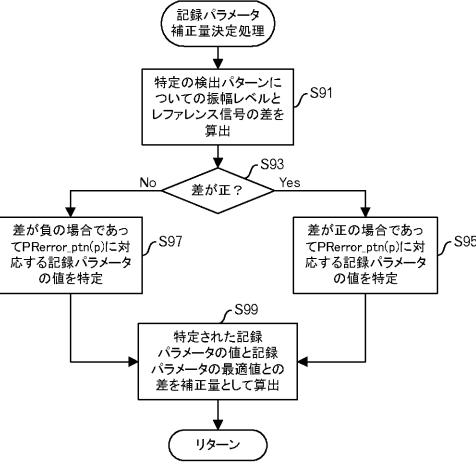 記録パラメータ
補正量決定処理
特定の検出パターンに
ついての振幅レベルと
レファレンス信号の差を
算出
S91
S93
差が正？
No
Yes
差が負の場合であっ
てPRerror_ptn(p)に対
応する記録パラメータ
の値を特定
S97
差が正の場合であっ
てPRerror_ptn(p)に対
応する記録パラメータ
の値を特定
S95
S99
特定された記録
パラメータの値と記録
パラメータの最適値との
差を補正量として算出
リターン